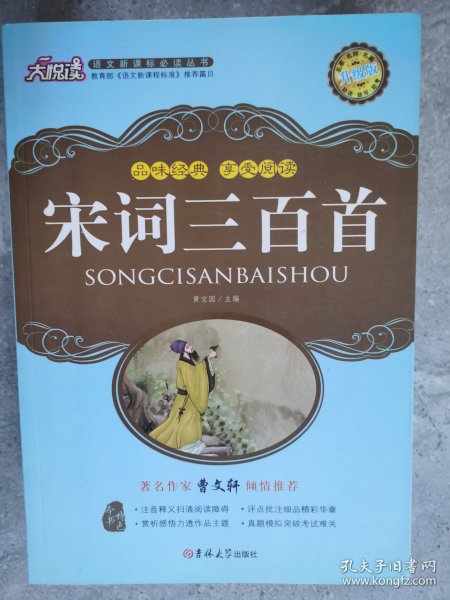 大悦读
语文新课标必读丛书
教育部《语文新课程标准》推荐篇目
升级版
品味经典 享受阅读
宋词三百首
SONGCISANBAISHOU
黄宝国/主编
著名作家 曹文轩 倾情推荐
全书特色
·注音释义扫清阅读障碍 ·评点批注细品精彩华章
·赏析感悟力透作品主题 ·真题模拟突破考试难关
吉林大学出版社
孔夫子旧书网
www.kongfz.com